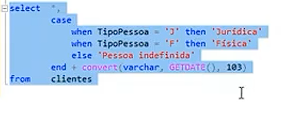 select *,
case
when TipoPessoa = 'J' then 'Jurídica'
when TipoPessoa = 'F' then 'Física'
else 'Pessoa indefinida'
end + convert(varchar, GETDATE(), 103)
from clientes